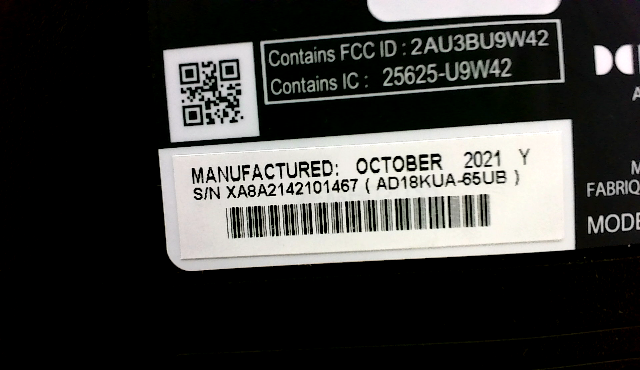 Contains FCC ID : 2AU3BU9W42
Contains IC : 25625-U9W42
MANUFACTURED: OCTOBER 2021 Y
S/N XA8A2142101467 ( AD18KUA-65UB )